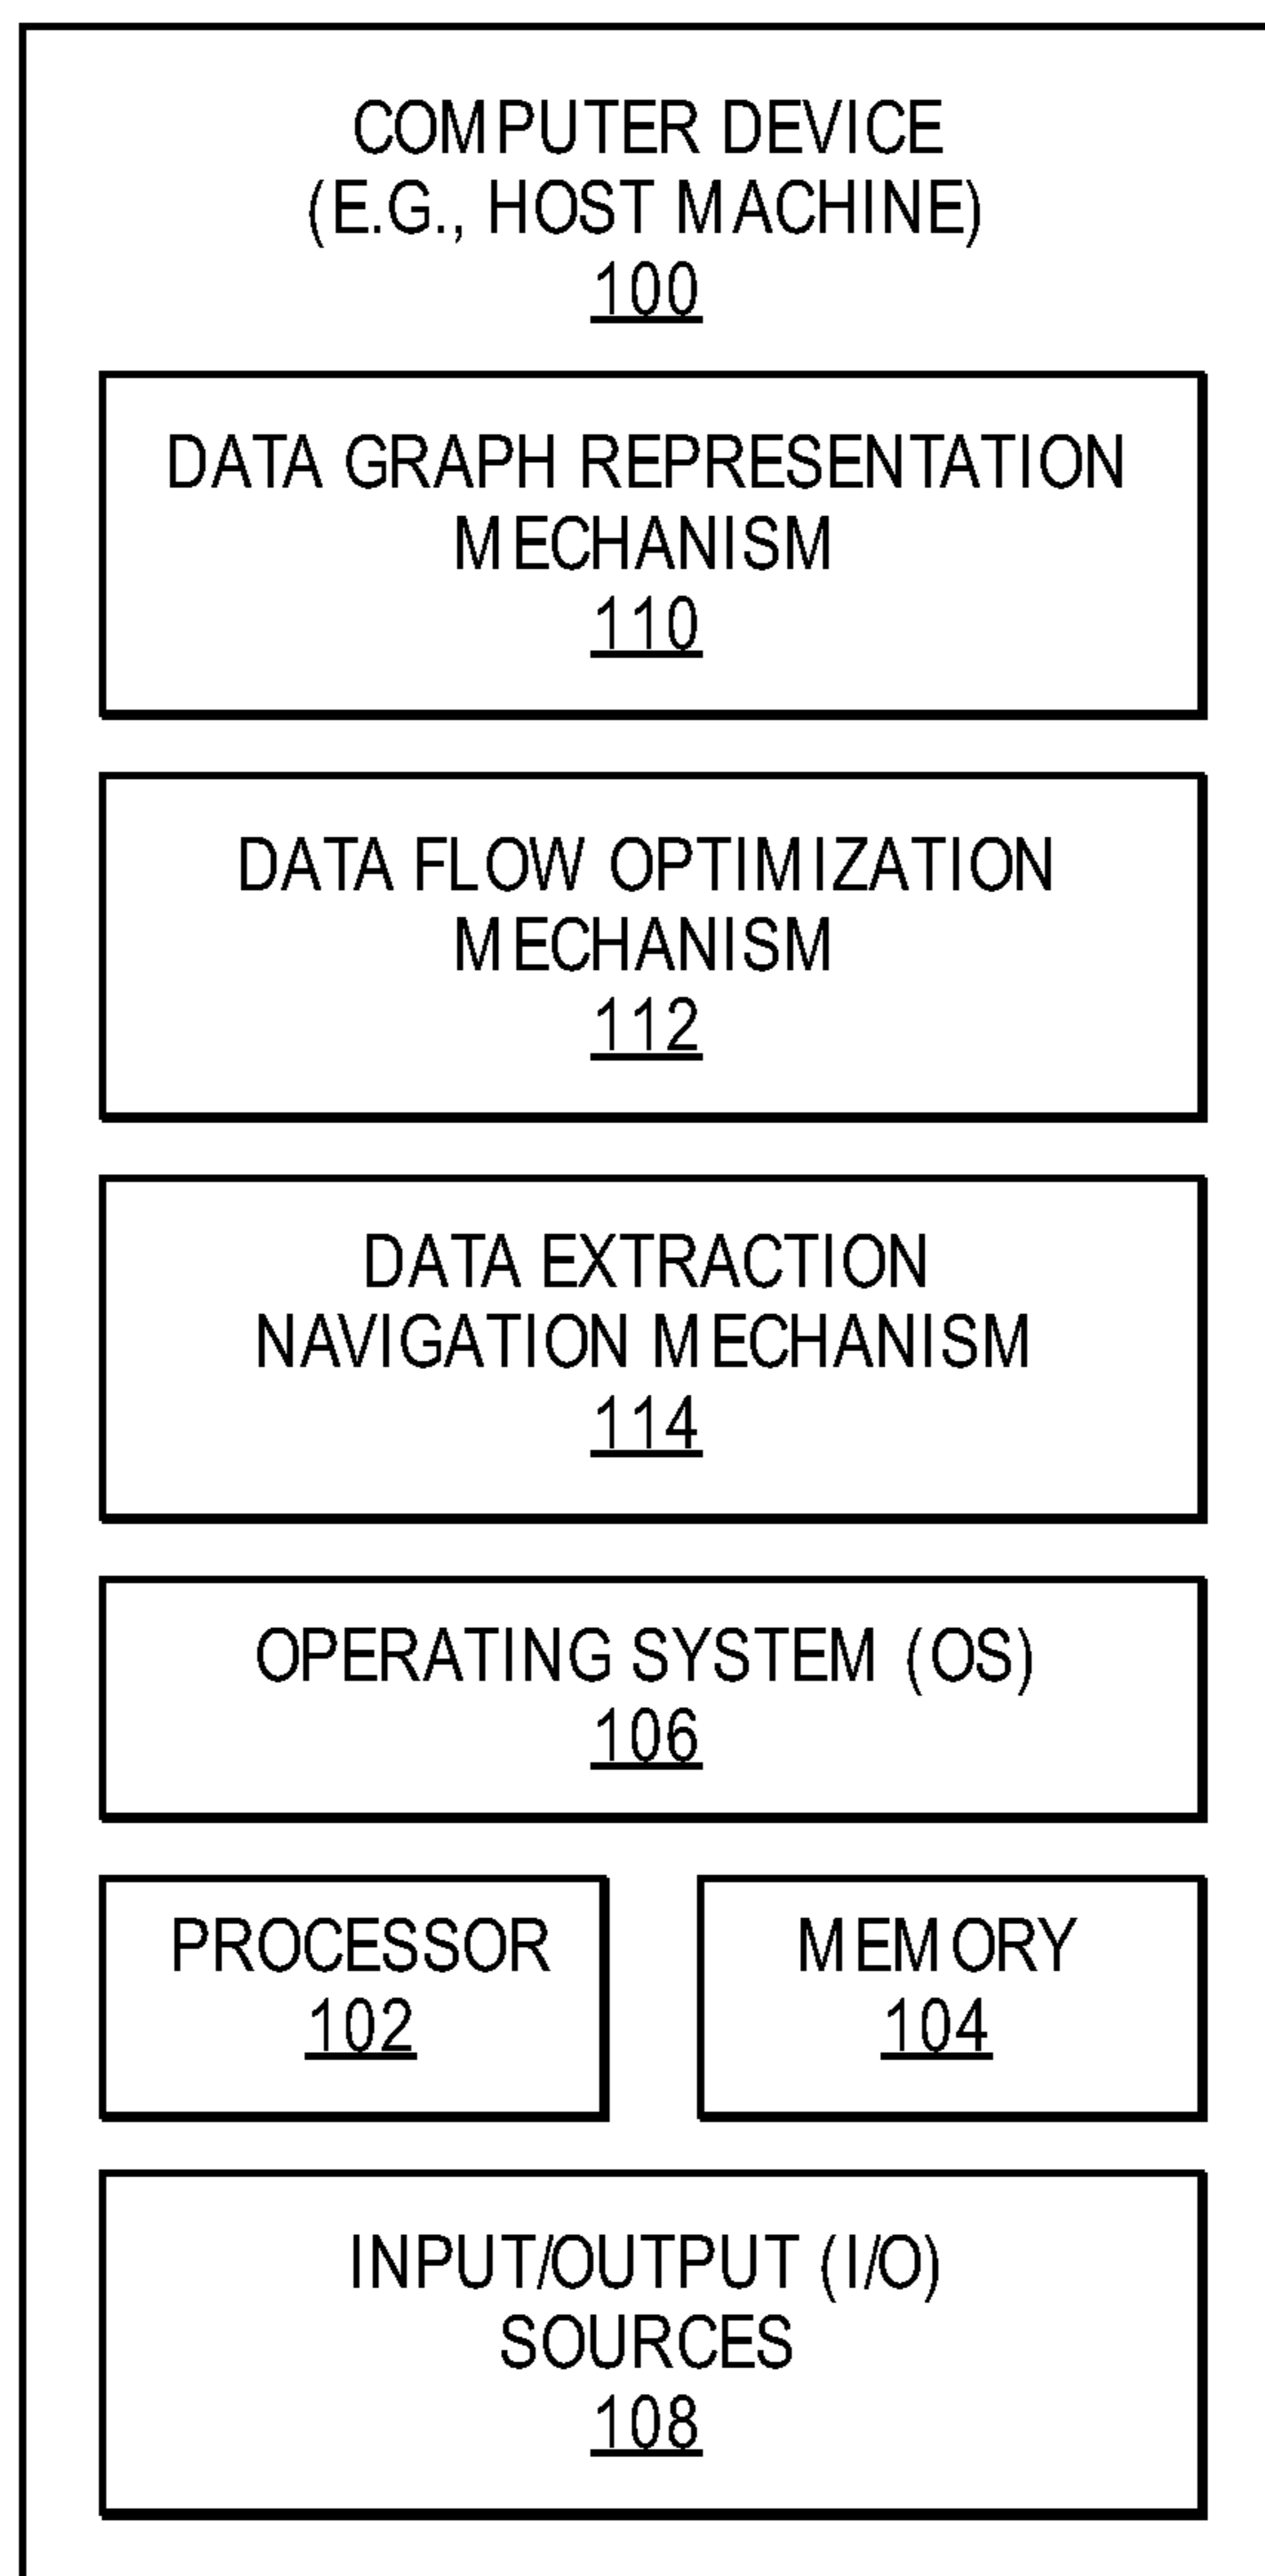 COMPUTER DEVICE
(E.G., HOST MACHINE)
100
DATA GRAPH REPRESENTATION
MECHANISM
110
DATA FLOW OPTIMIZATION
MECHANISM
112
DATA EXTRACTION
NAVIGATION MECHANISM
114
OPERATING SYSTEM (OS)
106
PROCESSOR
102
MEMORY
104
INPUT/OUTPUT (I/O)
SOURCES
108